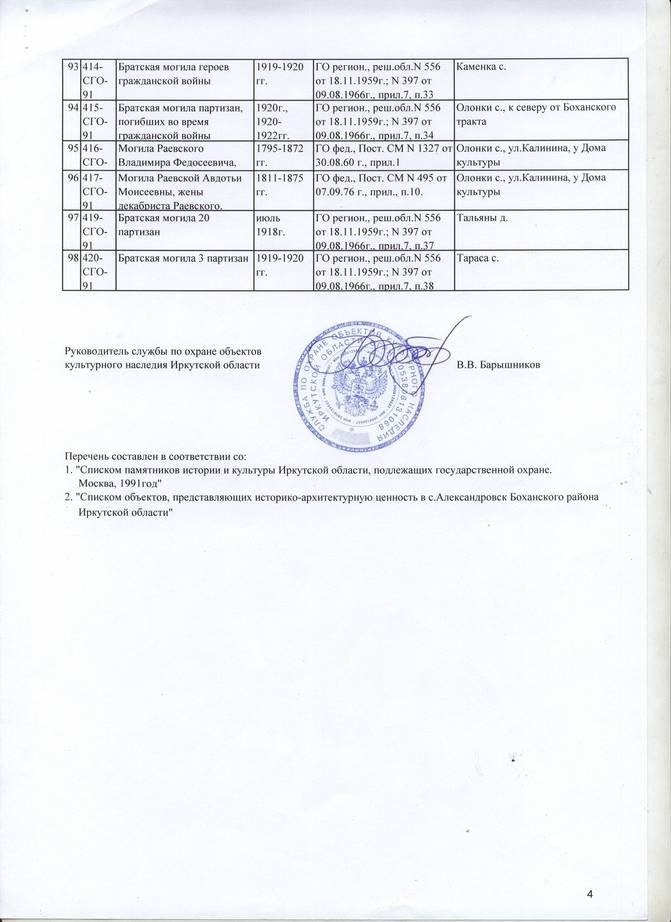 93 414- Братская могила героев 1919-1920 ГО регион., реш.обл.N 556 Каменка с.
СГО- гражданской войны гг. от 18.11.1959г.; N 397 от
91 09.08.1966г., прил.7, п.33
94 415- Братская могила партизан, 1920г., ГО регион., реш.обл.N 556 Олонки с., к северу от Боханского
СГО- погибших во время 1920- от 18.11.1959г.; N 397 от тракта
91 гражданской войны 1922гг. 09.08.1966г., прил.7, п.34
95 416- Могила Раевского 1795-1872 ГО фед., Пост. СМ N 1327 от Олонки с., ул.Калинина, у Дома
СГО- Владимира Федосеевича, гг. 30.08.60 г., прил.1 культуры
96 417- Могила Раевской Авдотьи 1811-1875 ГО фед., Пост. СМ N 495 от Олонки с., ул.Калинина, у Дома
СГО- Моисеевны, жены гг. 07.09.76 г., прил., п.10. культуры
91 декабриста Раевского.
97 419- Братская могила 20 июль ГО регион., реш.обл.N 556 Тальяны д.
СГО- партизан 1918г. от 18.11.1959г.; N 397 от
91 09.08.1966г., прил.7, п.37
98 420- Братская могила 3 партизан 1919-1920 ГО регион., реш.обл.N 556 Тараса с.
СГО- гг. от 18.11.1959г.; N 397 от
91 09.08.1966г., прил.7, п.38
Руководитель службы по охране объектов
культурного наследия Иркутской области В.В. Барышников
СЛУЖБА ПО ОХРАНЕ ОБЪЕКТОВ КУЛЬТУРНОГО НАСЛЕДИЯ
ИРКУТСКОЙ ОБЛАСТИ
Перечень составлен в соответствии со:
1. "Списком памятников истории и культуры Иркутской области, подлежащих государственной охране.
Москва, 1991год"
2. "Списком объектов, представляющих историко-архитектурную ценность в с.Александровск Боханского района
Иркутской области"
4